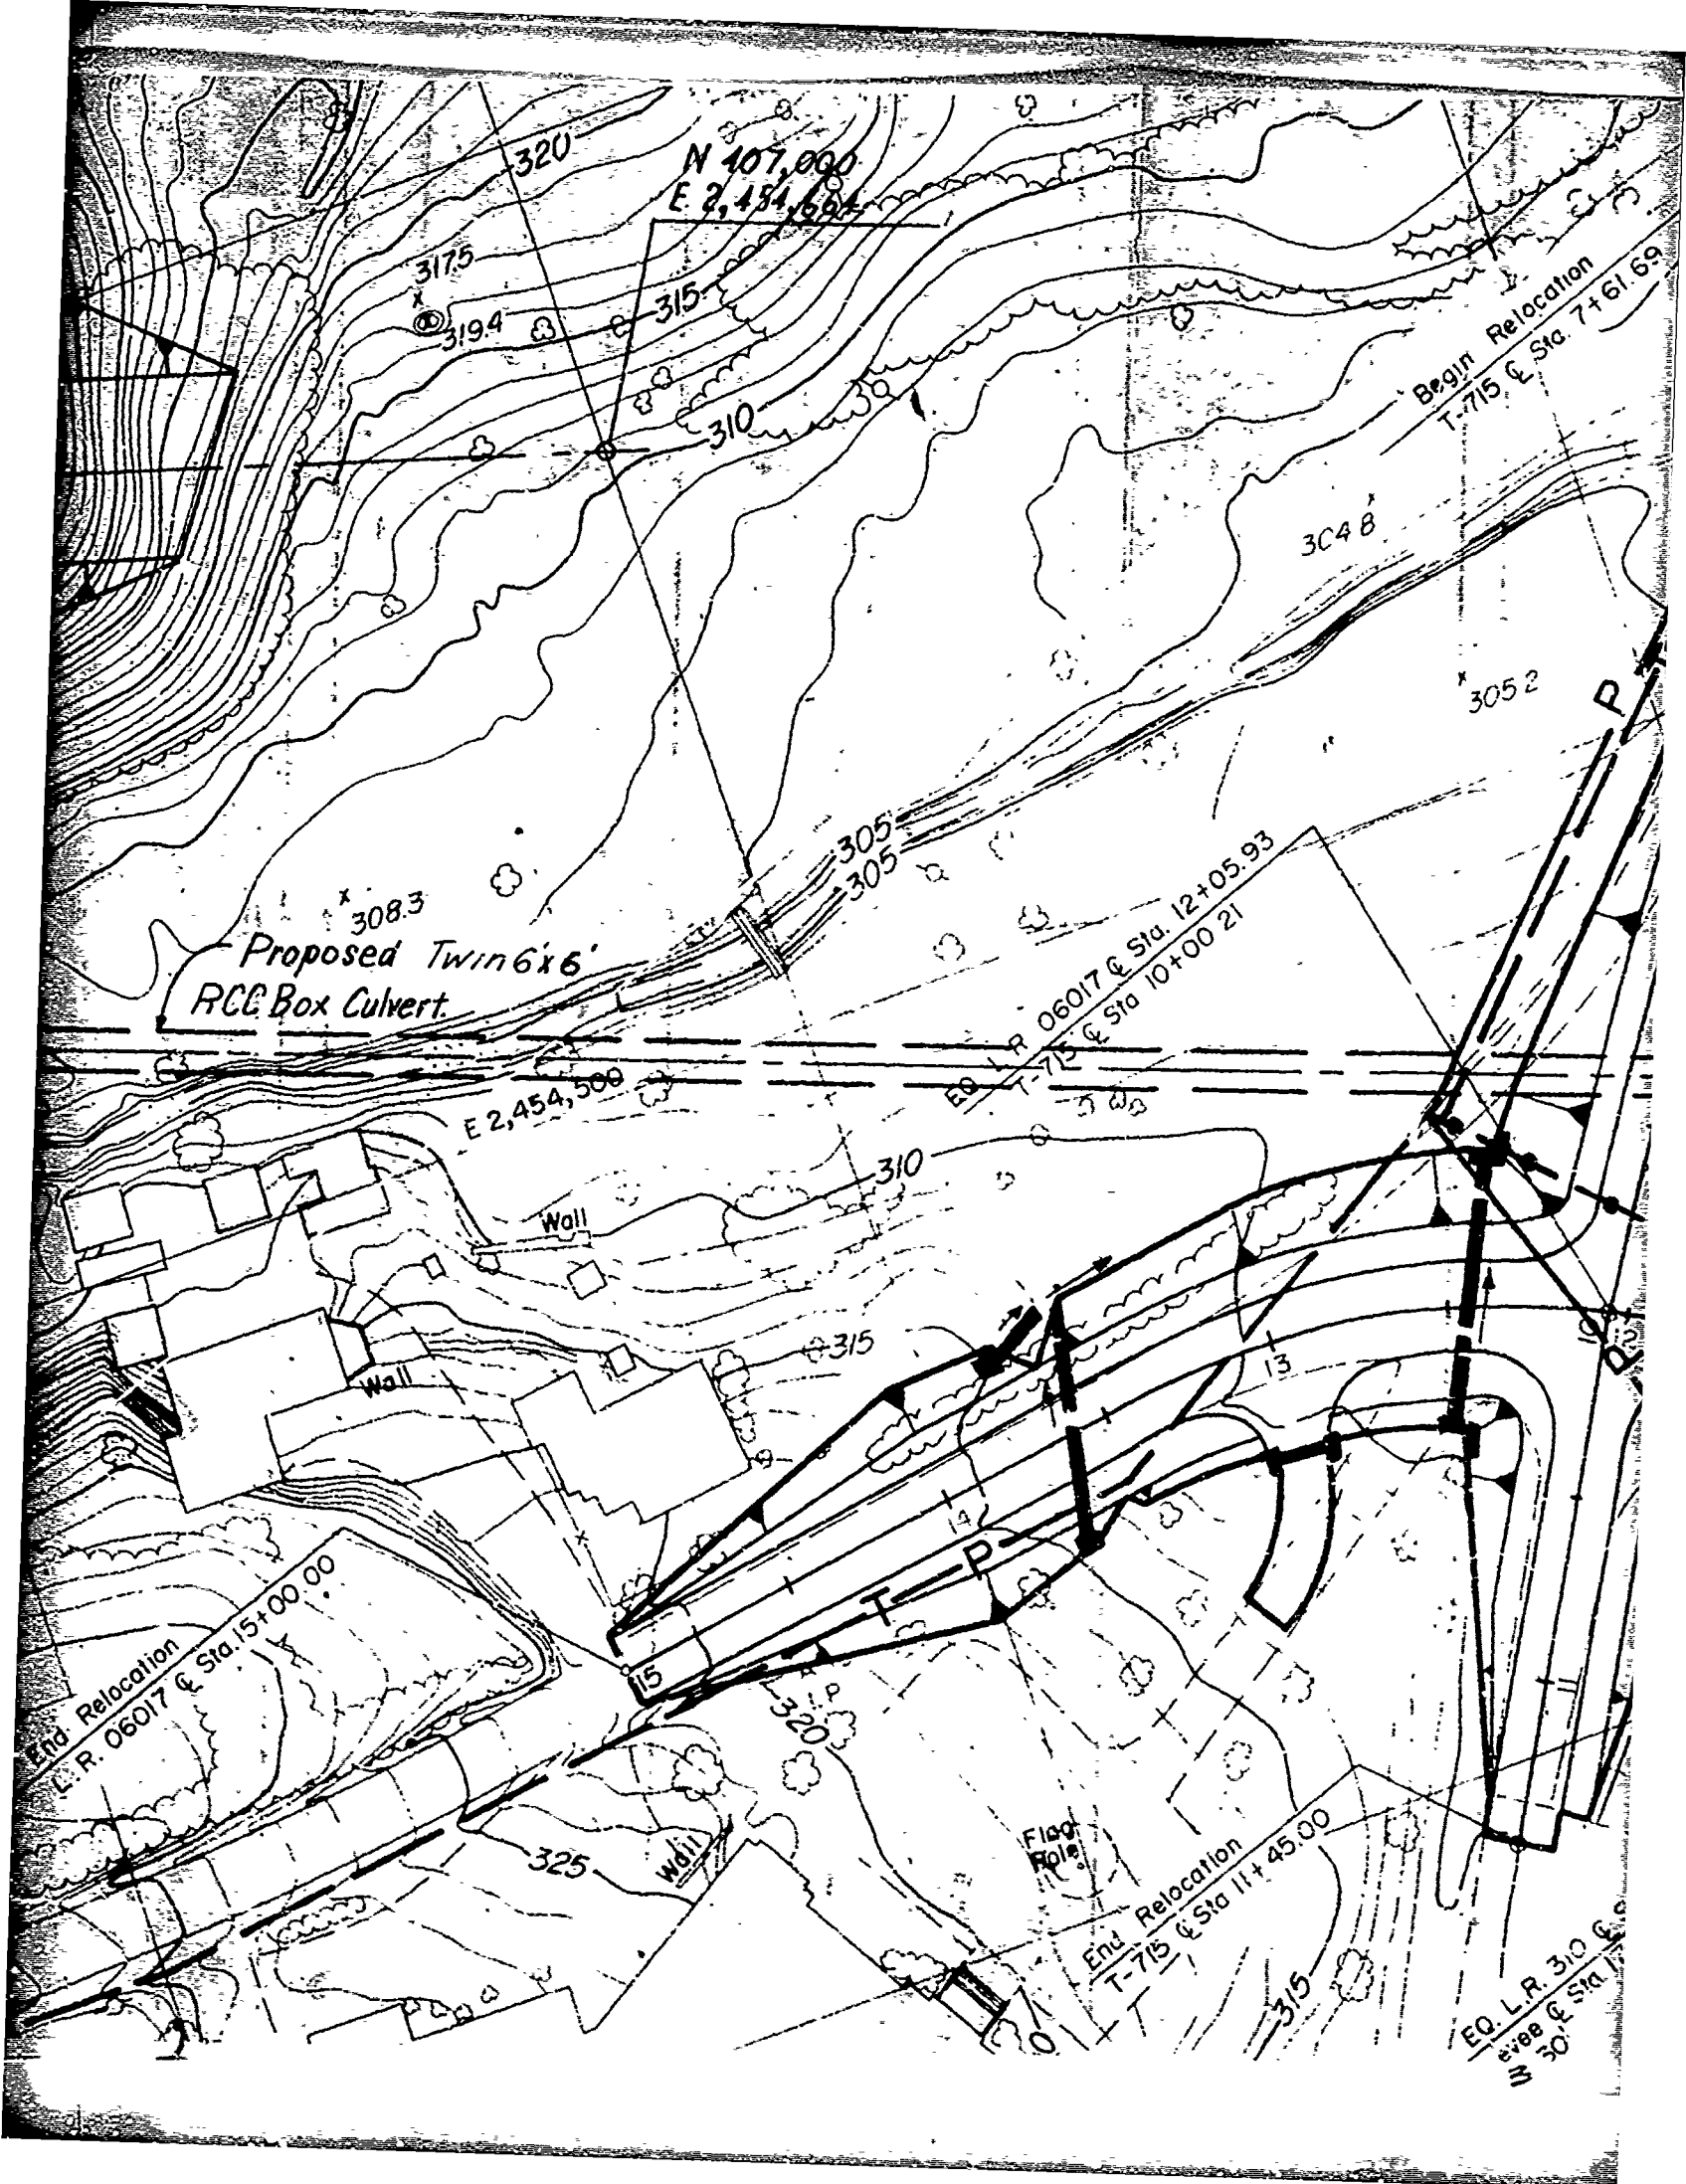 320
N 407,000
E. 2,454,664
317.5
319.4
315
310
Begin Relocation
T-715 ℄ Sta. 7+61.69
304 8
305 2
P
305
305
308.3
Proposed Twin 6'x6'
RCC Box Culvert.
EQ. L.R. 06017 ℄ Sta. 12+05.93
T-715 ℄ Sta 10+00 21
E 2,454,500
310
Wall
315
Wall
13
P
14
P
T
15
End Relocation
L. R. 06017 ℄ Sta. 15+00.00
320
325
Wall
Flag
Pole
End Relocation
T-715 ℄ Sta 11+45.00
T
315
EQ. L.R. 310 ℄
℄ Sta.